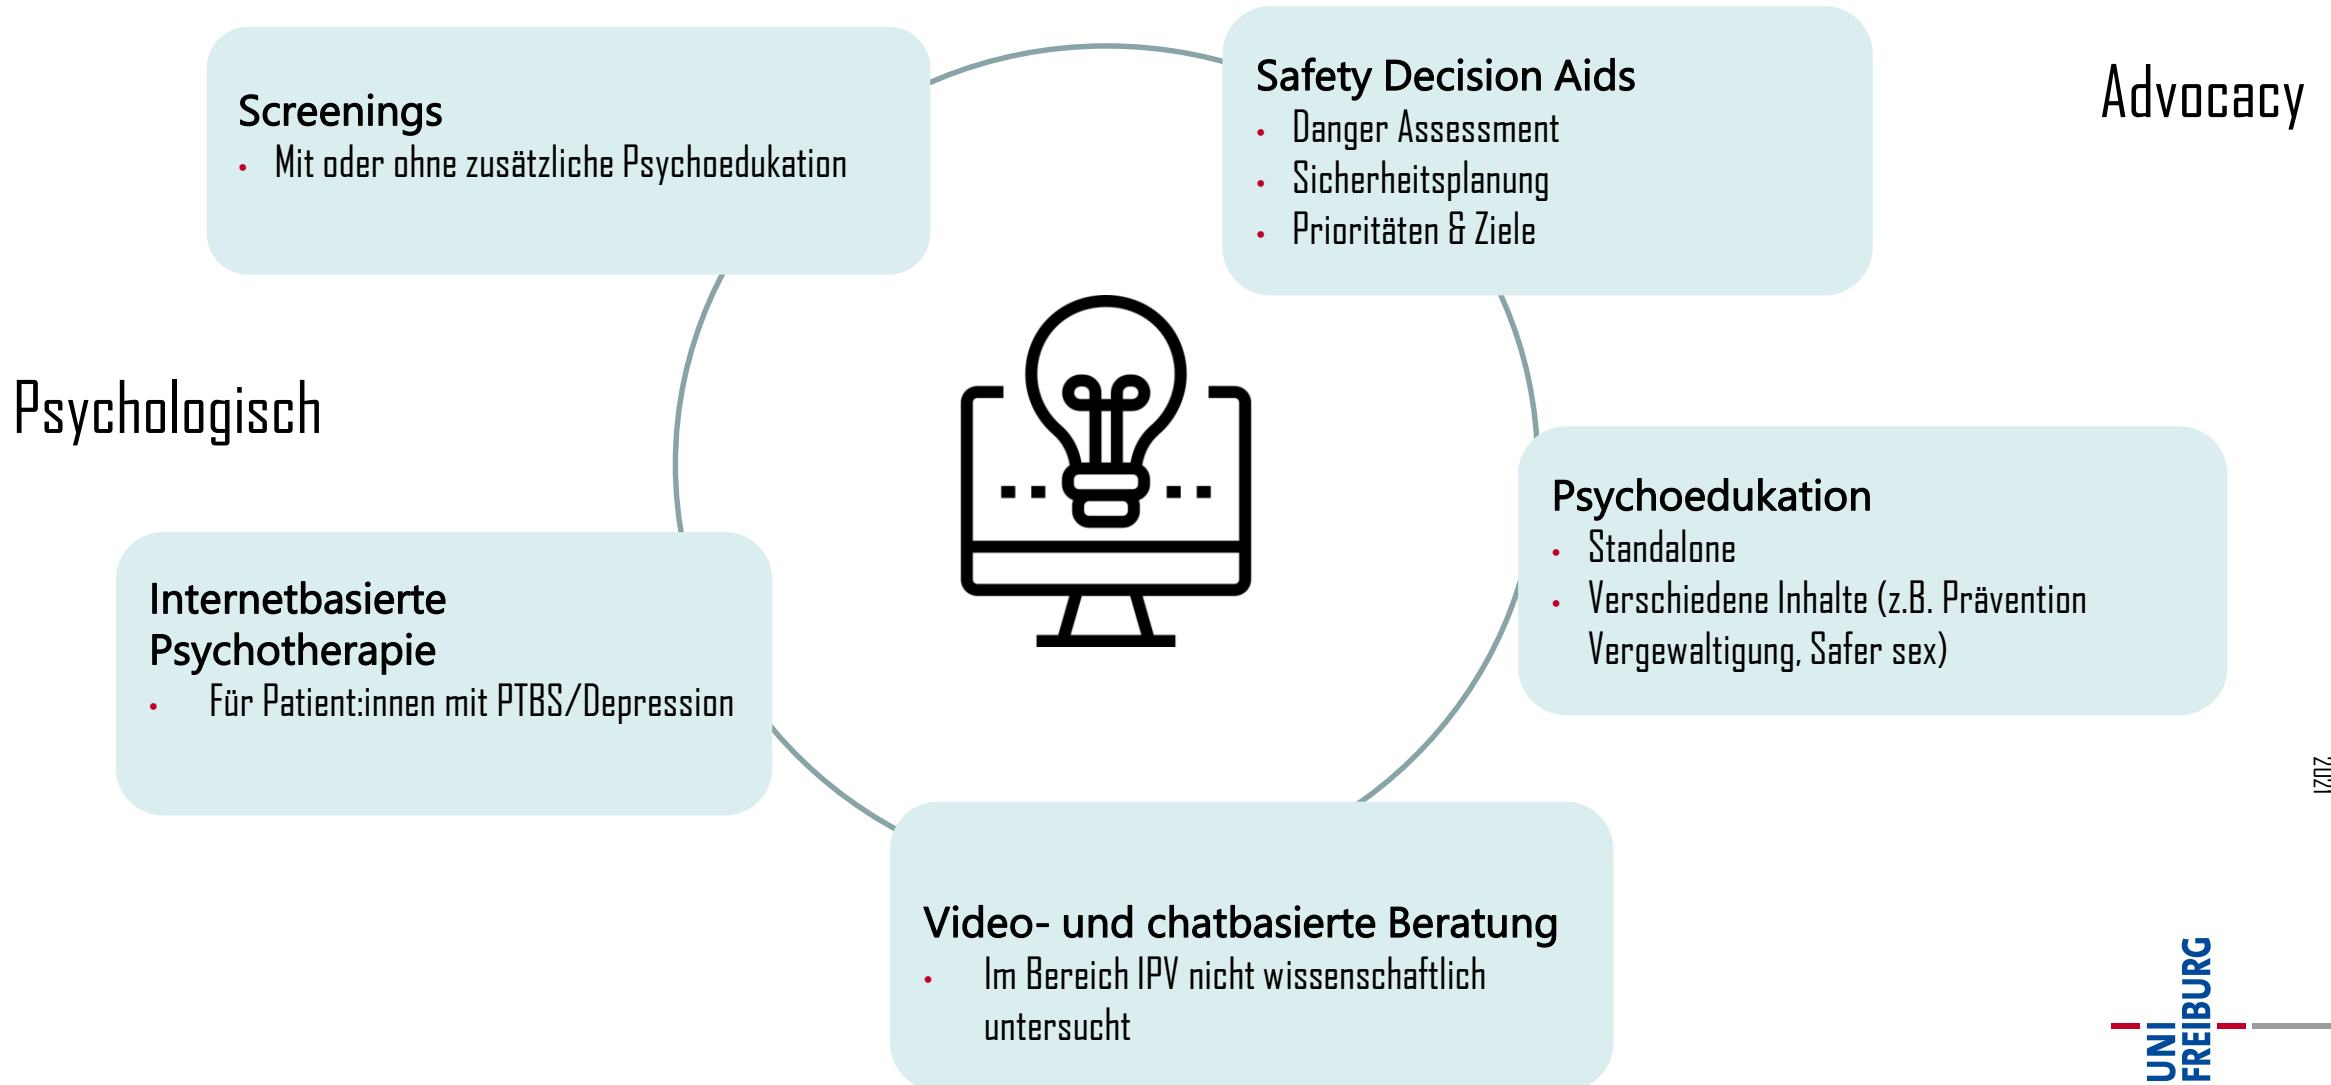 Screenings
• Mit oder ohne zusätzliche Psychoedukation
Safety Decision Aids
• Danger Assessment
• Sicherheitsplanung
• Prioritäten & Ziele
Advocacy
Psychologisch
Psychoedukation
• Standalone
• Verschiedene Inhalte (z.B. Prävention
Vergewaltigung, Safer sex)
Internetbasierte
Psychotherapie
• Für Patient:innen mit PTBS/Depression
Video- und chatbasierte Beratung
• Im Bereich IPV nicht wissenschaftlich
untersucht
2021
UNI
FREIBURG